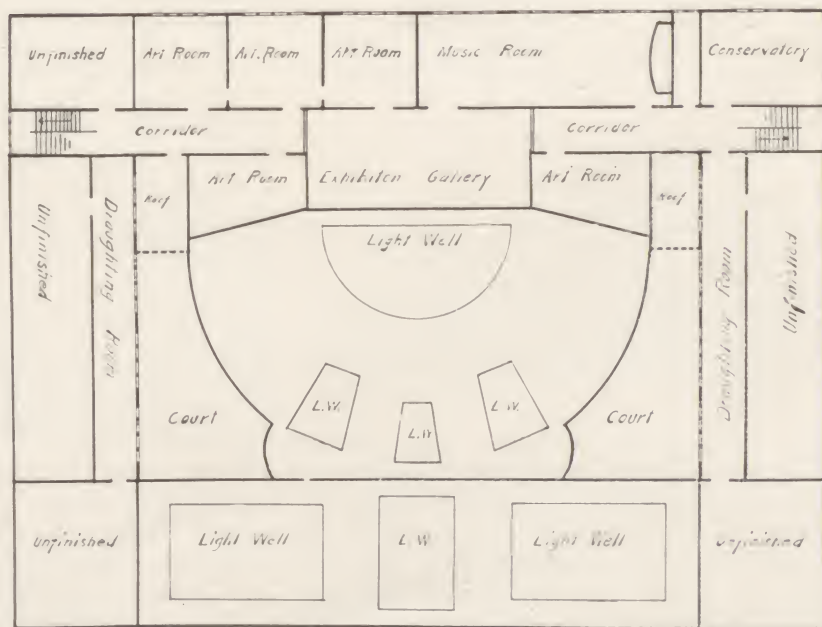 Unfinished
Art Room
Art. Room
Art Room
Music Room
Conservatory
Corridor
Corridor
Art Room
Exhibiton Gallery
Art Room
Roof
Roof
Unfinished
Draughting Room
Light Well
Draughting Room
Unfinished
L.W.
L.W
L.W.
Court
Court
Unfinished
Light Well
L.W
Light Well
Unfinished